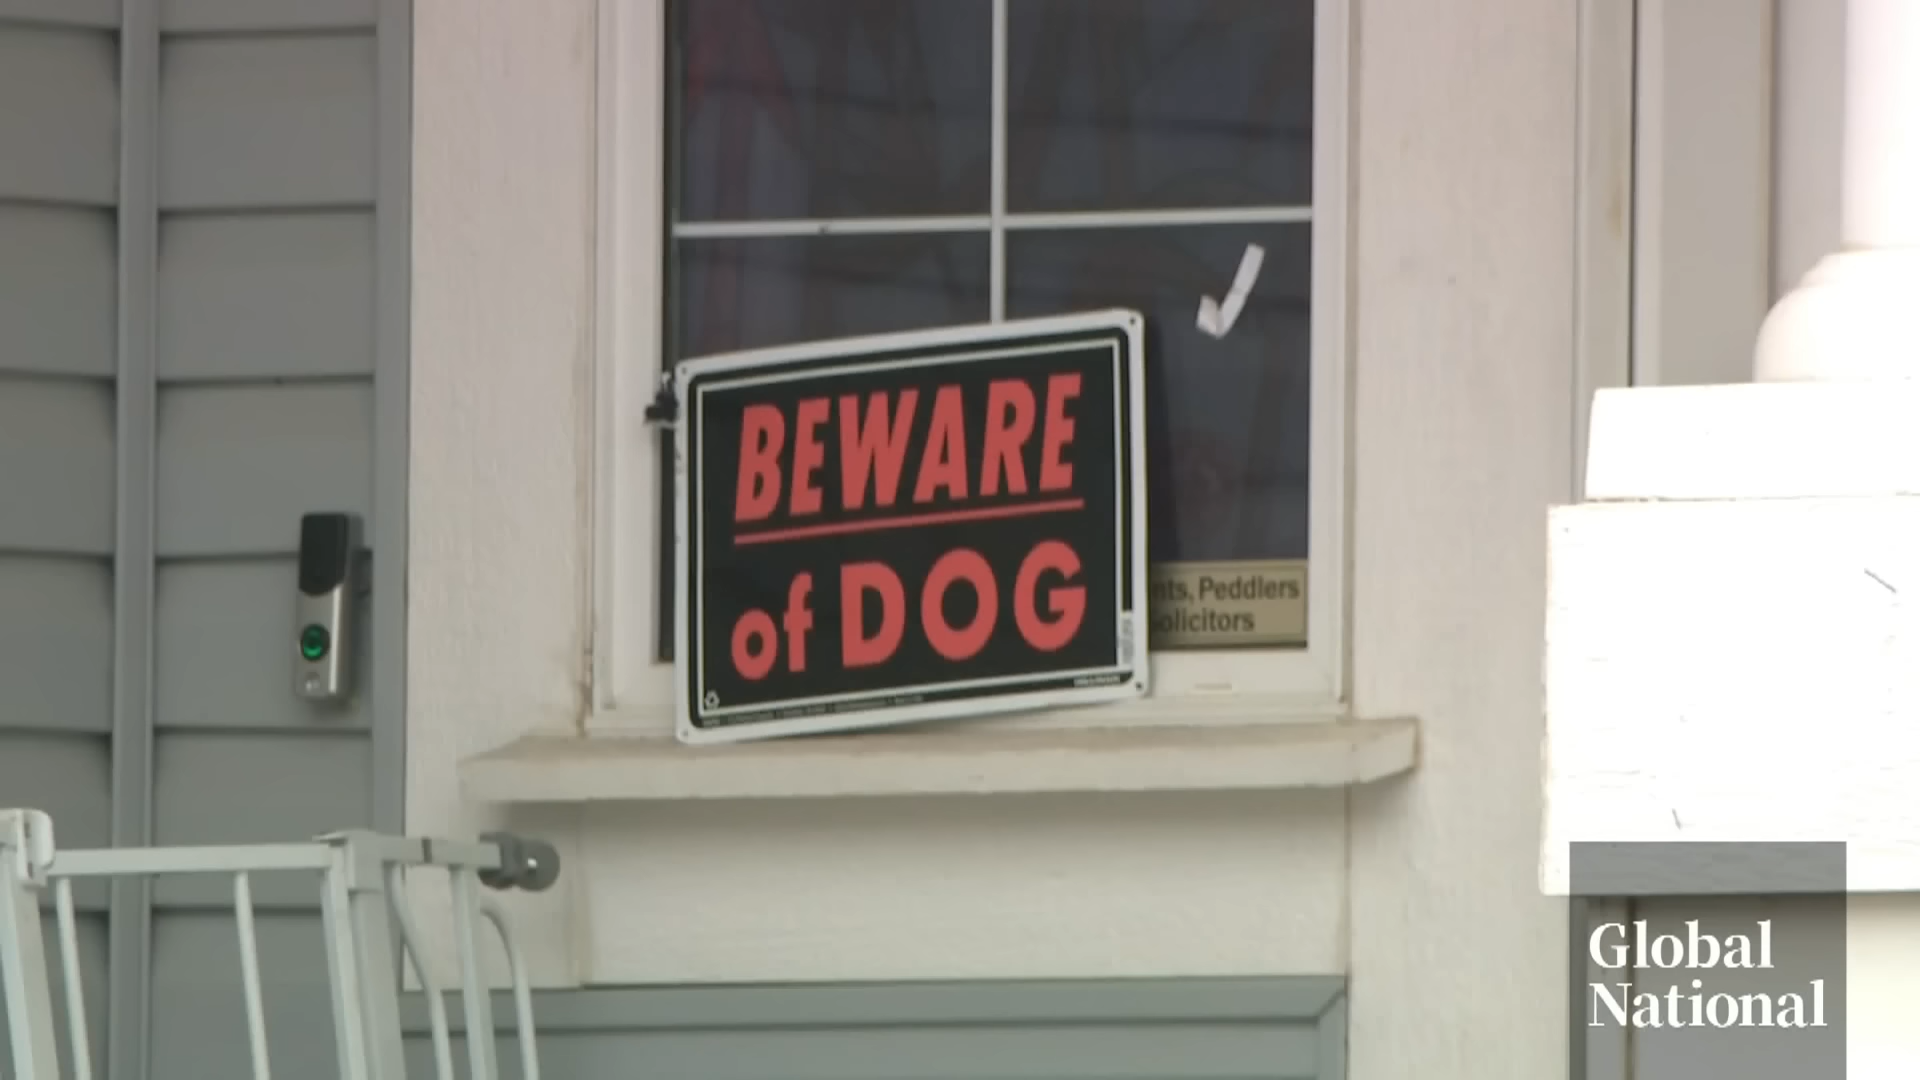 BEWARE
of DOG
nts, Peddlers
olicitors
Global
National